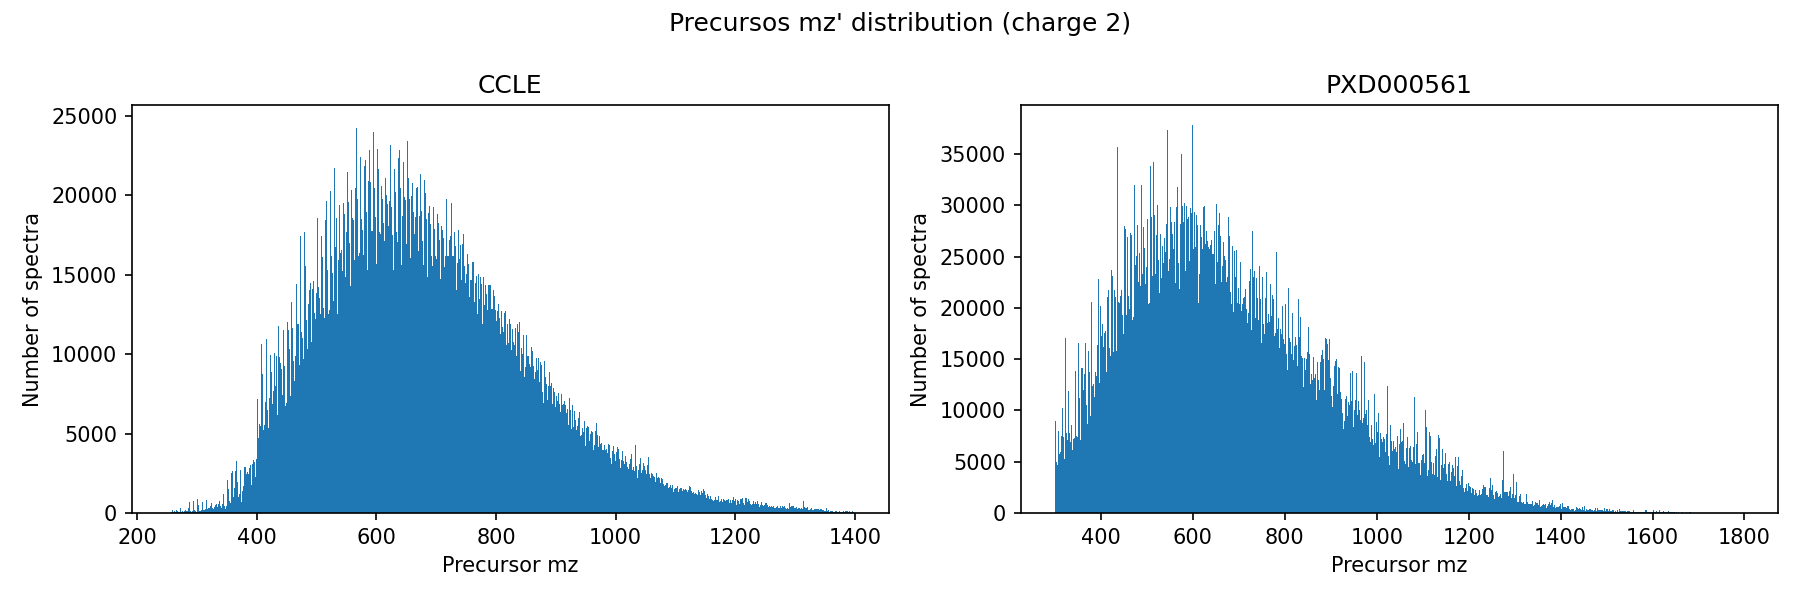 Precursos mz' distribution (charge 2)
CCLE
25000
20000
15000
10000
5000
0
Number of spectra
200 400 600 800 1000 1200 1400
Precursor mz
PXD000561
35000
30000
25000
20000
15000
10000
5000
0
Number of spectra
400 600 800 1000 1200 1400 1600 1800
Precursor mz